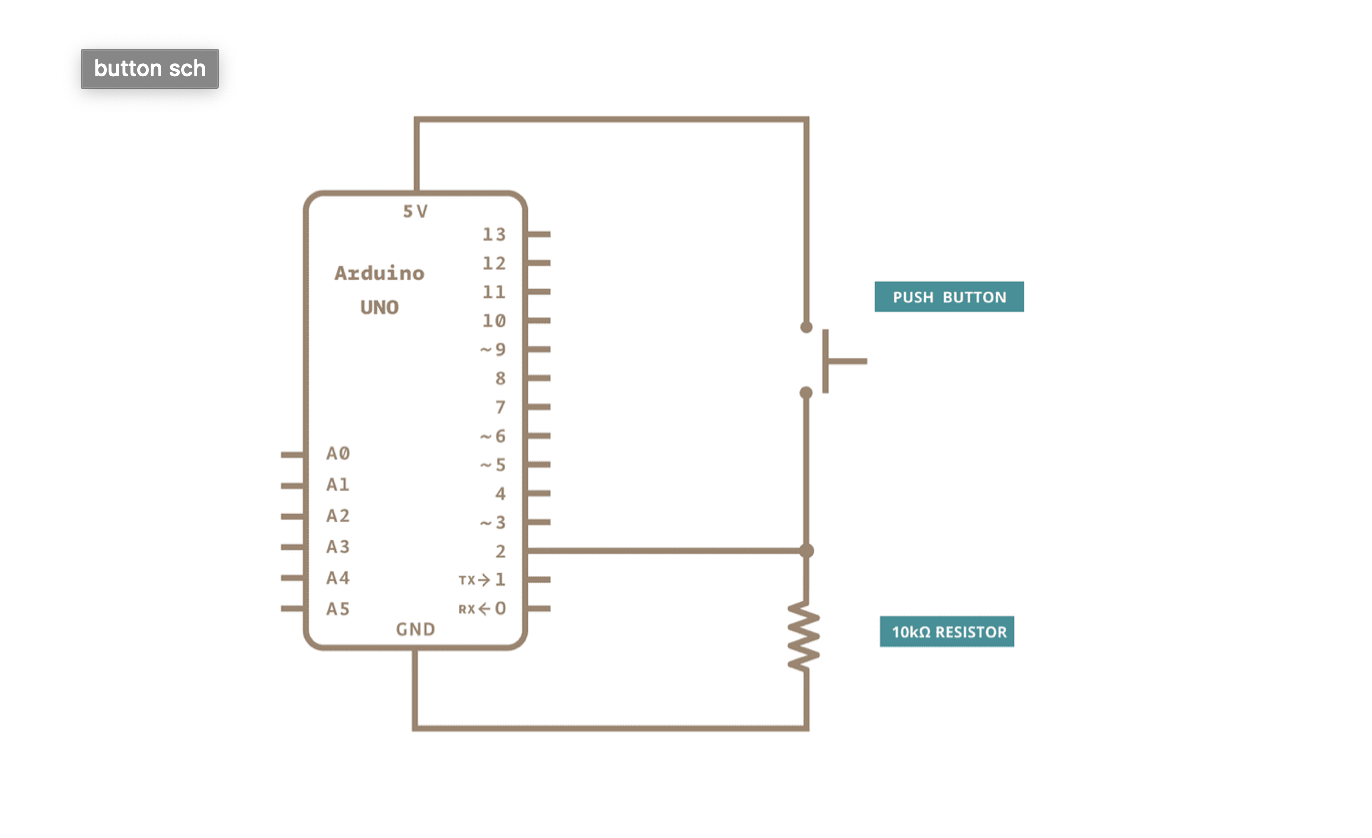 button sch
5V
Arduino
UNO
13
12
11
10
~9
8
7
~6
~5
4
~3
2
TX→1
RX←0
A0
A1
A2
A3
A4
A5
GND
PUSH BUTTON
10kΩ RESISTOR